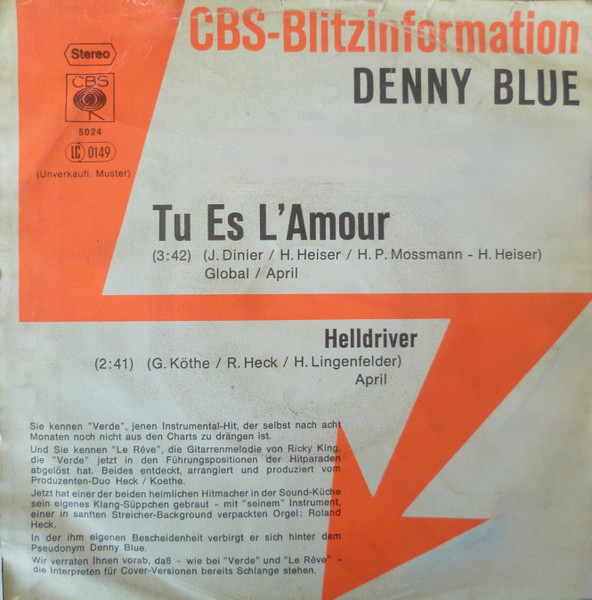 CBS-Blitzinformation
DENNY BLUE
Stereo
CBS
5024
LC 0149
(Unverkäufl. Muster)
Tu Es L'Amour
(3:42) (J. Dinier / H. Heiser / H. P. Mossmann - H. Heiser)
Global / April
Helldriver
(2:41) (G. Köthe / R. Heck / H. Lingenfelder)
April
Sie kennen "Verde", jenen Instrumental-Hit, der selbst nach acht
Monaten noch nicht aus den Charts zu drängen ist.
Und Sie kennen "Le Rêve", die Gitarrenmelodie von Ricky King,
die "Verde" jetzt in den Führungspositionen der Hitparaden
abgelöst hat. Beides entdeckt, arrangiert und produziert vom
Produzenten-Duo Heck / Koethe.
Jetzt hat einer der beiden heimlichen Hitmacher in der Sound-Küche
sein eigenes Klang-Süppchen gebraut - mit "seinem" Instrument,
einer in sanften Streicher-Background verpackten Orgel: Roland
Heck.
In der ihm eigenen Bescheidenheit verbirgt er sich hinter dem
Pseudonym Denny Blue.
Wir verraten Ihnen vorab, daß - wie bei "Verde" und "Le Rêve" -
die Interpreten für Cover-Versionen bereits Schlange stehen.